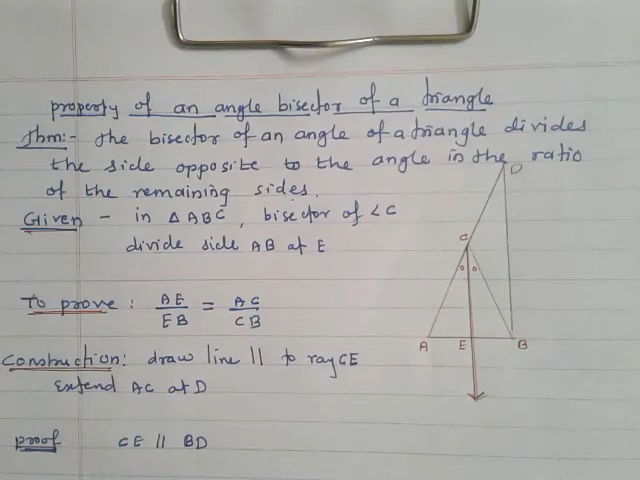 property of an angle bisector of a triangle
Thm:- The bisector of an angle of a triangle divides
the side opposite to the angle in the ratio
of the remaining sides.
Given - in △ABC, bisector of ∠C
divide side AB at E
To prove : AE/EB = AC/CB
Construction: draw line || to ray CE
Extend AC at D
proof CE || BD
D
C
A E B